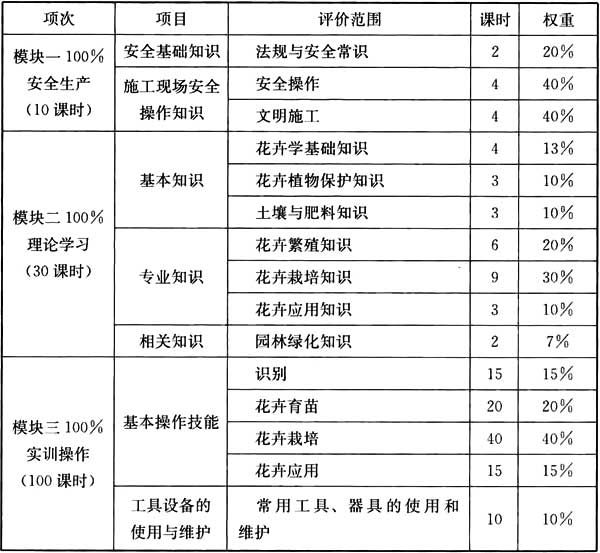 项次 项目 评价范围 课时 权重
模块一 100%
安全生产
(10 课时)
安全基础知识 法规与安全常识 2 20%
施工现场安全
操作知识
安全操作 4 40%
文明施工 4 40%
模块二 100%
理论学习
(30 课时)
基本知识
花卉学基础知识 4 13%
花卉植物保护知识 3 10%
土壤与肥料知识 3 10%
专业知识
花卉繁殖知识 6 20%
花卉栽培知识 9 30%
花卉应用知识 3 10%
相关知识 园林绿化知识 2 7%
模块三 100%
实训操作
(100 课时)
基本操作技能
识别 15 15%
花卉育苗 20 20%
花卉栽培 40 40%
花卉应用 15 15%
工具设备的
使用与维护
常用工具、器具的使用和
维护
10 10%